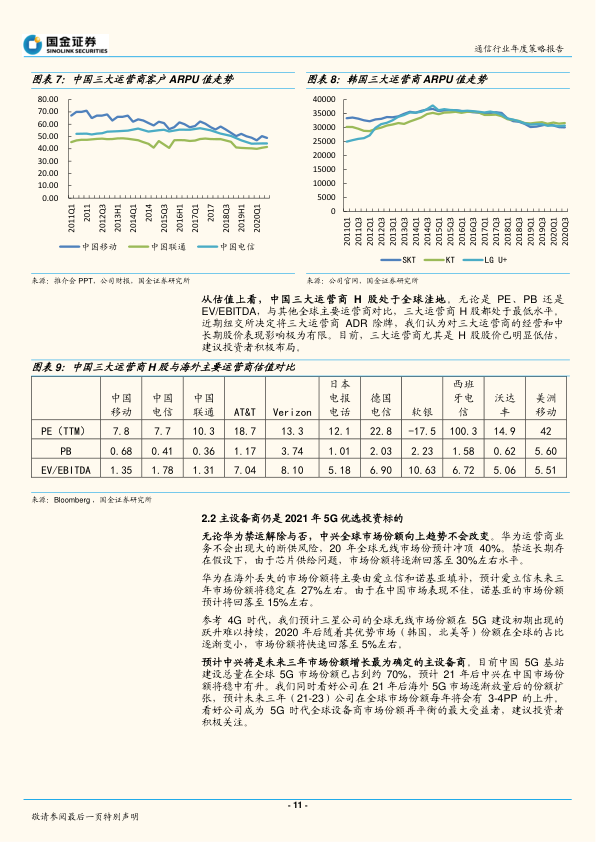 国金证券
SINOLINK SECURITIES
通信行业年度策略报告
图表 7：中国三大运营商客户 ARPU 值走势
80.00
70.00
60.00
50.00
40.00
30.00
20.00
10.00
0.00
2011Q1 2011 2012Q3 2013H1 2014Q1 2014 2015Q3 2016H1 2017Q1 2017 2018Q3 2019H1 2020Q1
中国移动 中国联通 中国电信
来源：推介会 PPT，公司财报，国金证券研究所
图表 8：韩国三大运营商 ARPU 值走势
40000
35000
30000
25000
20000
15000
10000
5000
0
2011Q1 2011Q3 2012Q1 2012Q3 2013Q1 2013Q3 2014Q1 2014Q3 2015Q1 2015Q3 2016Q1 2016Q3 2017Q1 2017Q3 2018Q1 2018Q3 2019Q1 2019Q3 2020Q1 2020Q3
SKT KT LG U+
来源：公司官网，国金证券研究所
从估值上看，中国三大运营商 H 股处于全球洼地。无论是 PE、PB 还是
EV/EBITDA，与其他全球主要运营商对比，三大运营商 H 股都处于最低水平。
近期纽交所决定将三大运营商 ADR 除牌，我们认为对三大运营商的经营和中
长期股价表现影响极为有限。目前，三大运营商尤其是 H 股股价已明显低估，
建议投资者积极布局。
图表 9：中国三大运营商 H 股与海外主要运营商估值对比
中国移动 中国电信 中国联通 AT&T Verizon 日本电报电话 德国电信 软银 西班牙电信 沃达丰 美洲移动
PE（TTM） 7.8 7.7 10.3 18.7 13.3 12.1 22.8 -17.5 100.3 14.9 42
PB 0.68 0.41 0.36 1.17 3.74 1.01 2.03 2.23 1.58 0.62 5.60
EV/EBITDA 1.35 1.78 1.31 7.04 8.10 5.18 6.90 10.63 6.72 5.06 5.51
来源：Bloomberg，国金证券研究所
2.2 主设备商仍是 2021 年 5G 优选投资标的
无论华为禁运解除与否，中兴全球市场份额向上趋势不会改变。华为运营商业
务不会出现大的断供风险，20 年全球无线市场份预计冲顶 40%。禁运长期存
在假设下，由于芯片供给问题，市场份额将逐渐回落至 30%左右水平。
华为在海外丢失的市场份额将主要由爱立信和诺基亚填补，预计爱立信未来三
年市场份额将稳定在 27%左右。由于在中国市场表现不佳，诺基亚的市场份额
预计将回落至 15%左右。
参考 4G 时代，我们预计三星公司的全球无线市场份额在 5G 建设初期出现的
跃升难以持续，2020 年后随着其优势市场（韩国，北美等）份额在全球的占比
逐渐变小，市场份额将快速回落至 5%左右。
预计中兴将是未来三年市场份额增长最为确定的主设备商。目前中国 5G 基站
建设总量在全球 5G 市场份额已占到约 70%，预计 21 年后中兴在中国市场份
额将稳中有升。我们同时看好公司在 21 年后海外 5G 市场逐渐放量后的份额扩
张，预计未来三年（21-23）公司在全球市场份额每年将会有 3-4PP 的上升。
看好公司成为 5G 时代全球设备商市场份额再平衡的最大受益者，建议投资者
积极关注。
- 11 -
敬请参阅最后一页特别声明